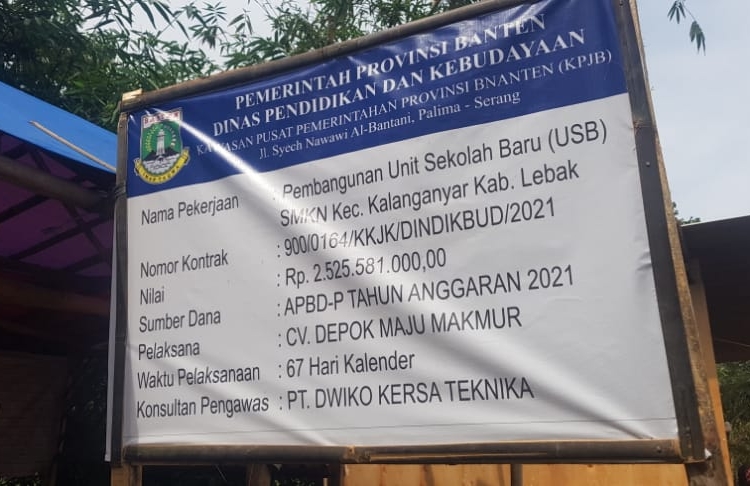 PEMERINTAH PROVINSI BANTEN
DINAS PENDIDIKAN DAN KEBUDAYAAN
KAWASAN PUSAT PEMERINTAHAN PROVINSI BNANTEN (KPJB)
Jl. Syech Nawawi Al-Bantani, Palima - Serang
Nama Pekerjaan : Pembangunan Unit Sekolah Baru (USB)
SMKN Kec. Kalanganyar Kab. Lebak
Nomor Kontrak : 900/0164/KKJK/DINDIKBUD/2021
Nilai : Rp. 2.525.581.000,00
Sumber Dana : APBD-P TAHUN ANGGARAN 2021
Pelaksana : CV. DEPOK MAJU MAKMUR
Waktu Pelaksanaan : 67 Hari Kalender
Konsultan Pengawas : PT. DWIKO KERSA TEKNIKA